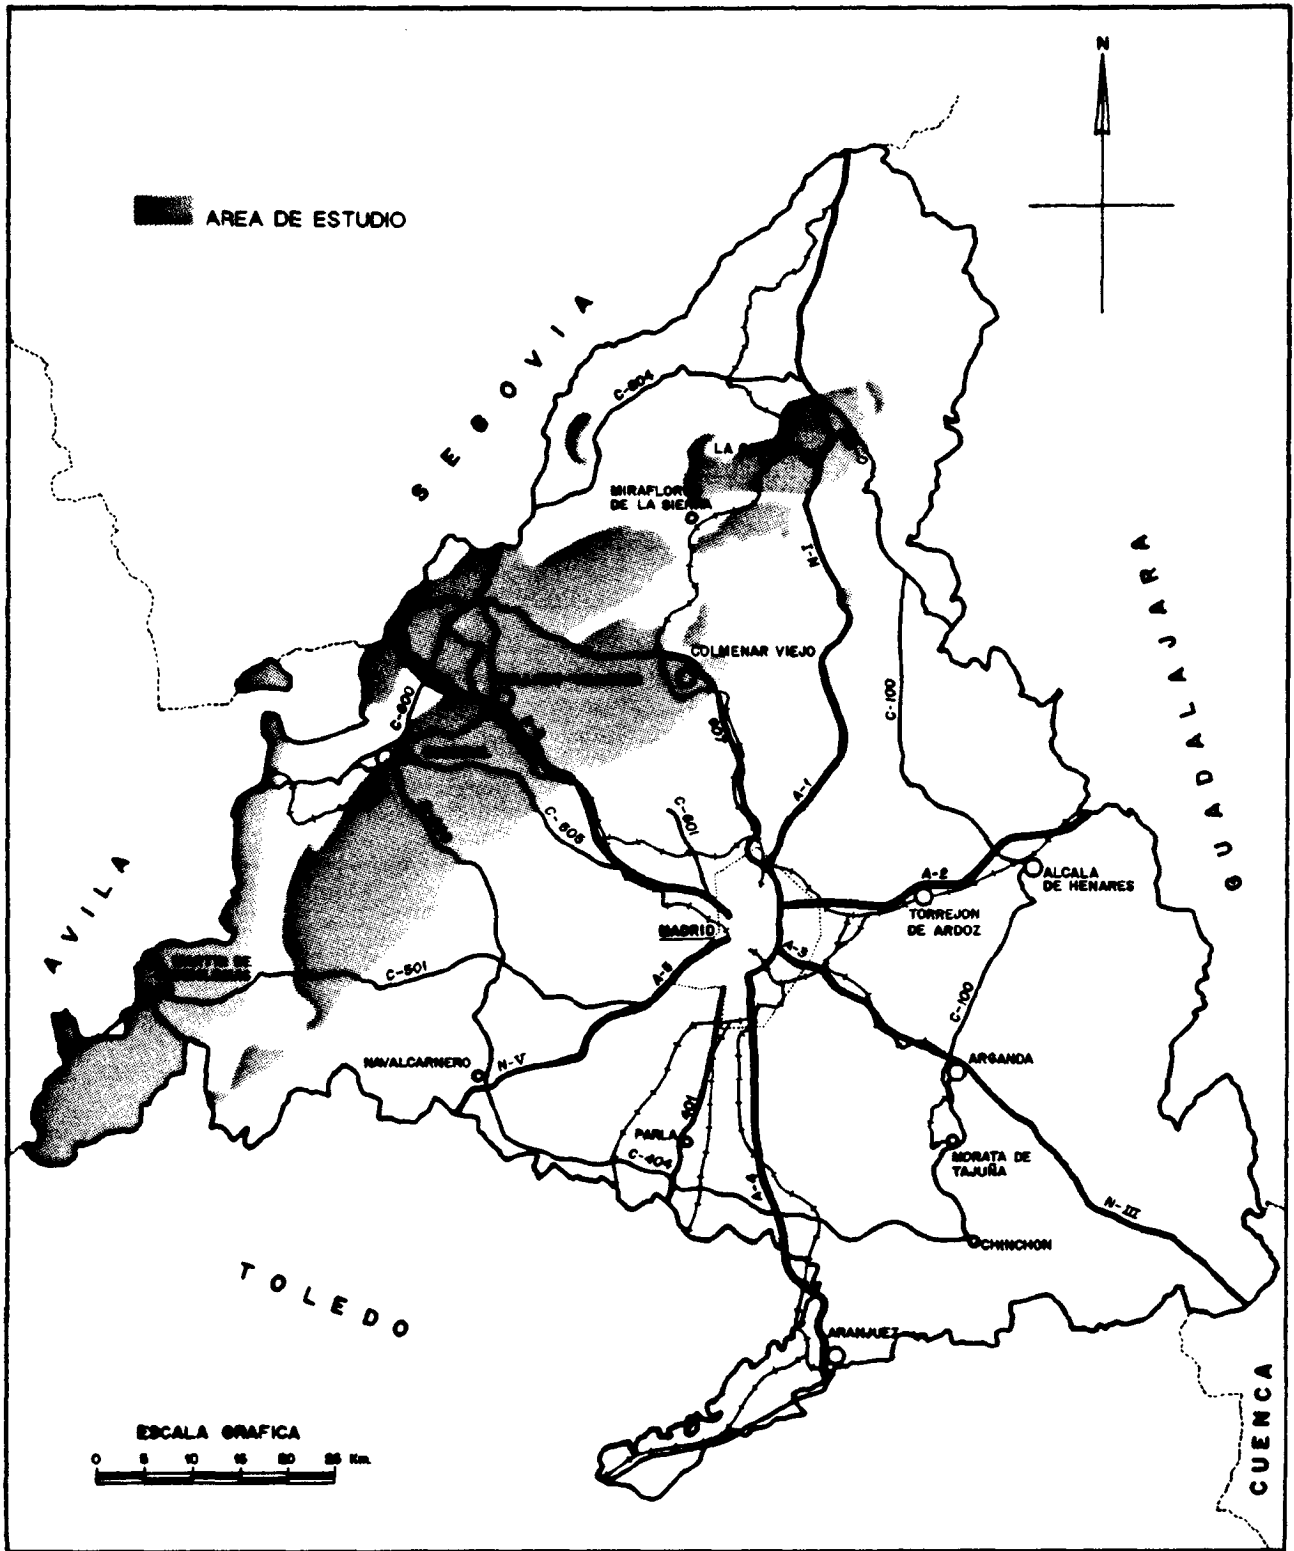 N
AREA DE ESTUDIO
SEGOVIA
C-604
LA
MIRAFLORES
DE LA SIERRA
N-I
GUADALAJARA
COLMENAR VIEJO
C-600
C-100
607
A-1
C-601
C-505
AVILA
A-2
ALCALA
DE HENARES
TORREJON
DE ARDOZ
MADRID
A-3
C-501
A-5
C-100
NAVALCARNERO
N-V
ARGANDA
401
PARLA
C-404
MORATA DE
TAJUÑA
A-4
N-III
CHINCHON
TOLEDO
ARANJUEZ
CUENCA
ESCALA GRAFICA
0 5 10 15 20 25 Km.